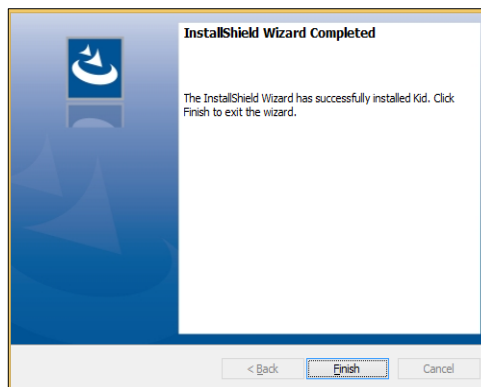 InstallShield Wizard Completed
The InstallShield Wizard has successfully installed Kid. Click
Finish to exit the wizard.
< Back
Finish
Cancel